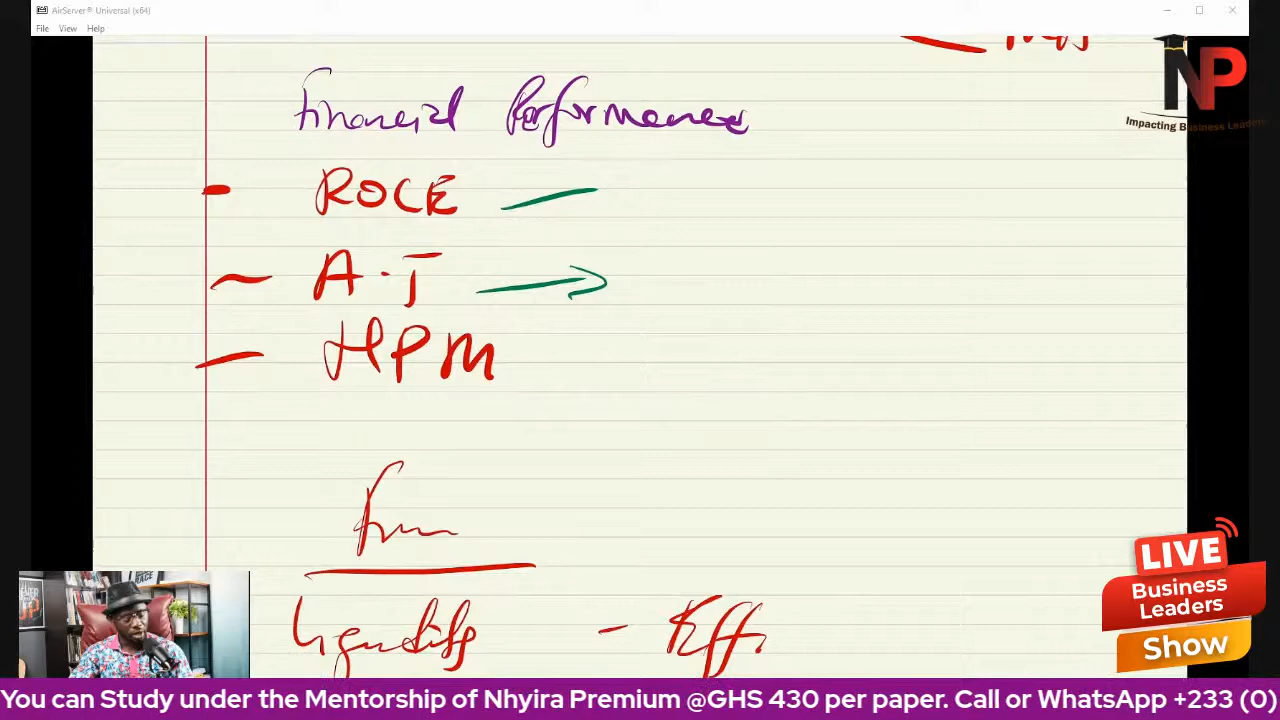 AirServer® Universal (x64)
File View Help
NP
Impacting Business Leaders
Financial Performance
- ROCE —
- A.T →
- HPM
Liquidity - Eff.
LIVE
Business
Leaders
Show
You can Study under the Mentorship of Nhyira Premium @GHS 430 per paper. Call or WhatsApp +233 (0)